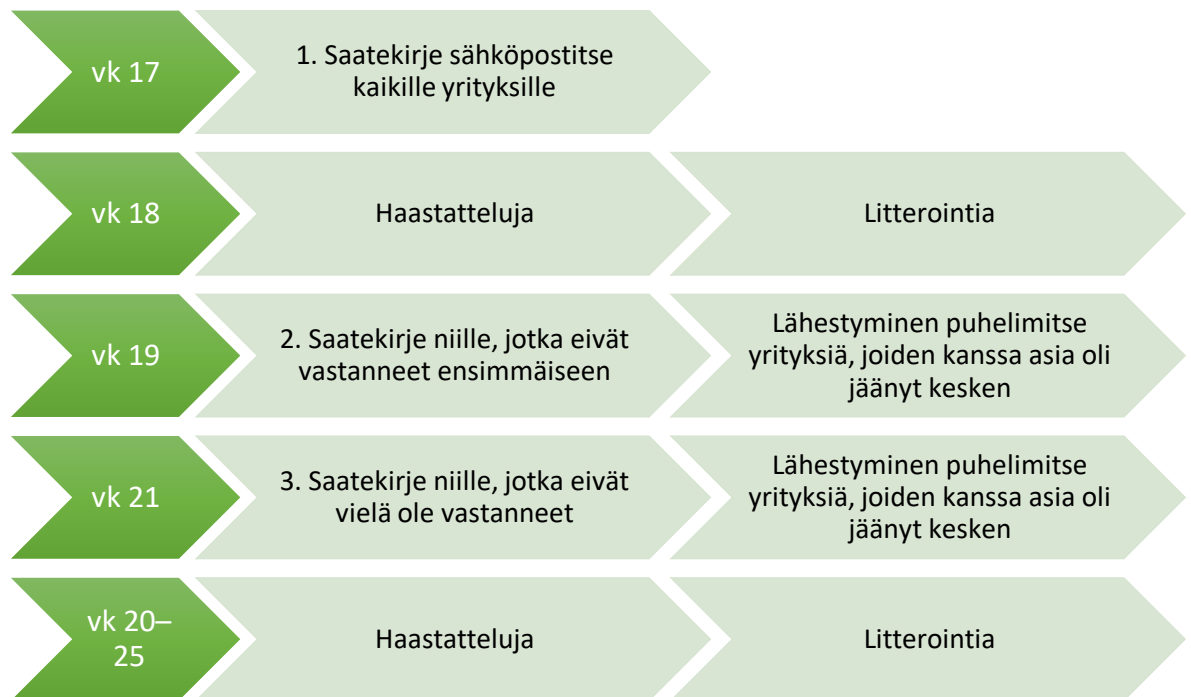 vk 17
1. Saatekirje sähköpostitse
kaikille yrityksille
vk 18
Haastatteluja
Litterointia
vk 19
2. Saatekirje niille, jotka eivät
vastanneet ensimmäiseen
Lähestyminen puhelimitse
yrityksiä, joiden kanssa asia oli
jäänyt kesken
vk 21
3. Saatekirje niille, jotka eivät
vielä ole vastanneet
Lähestyminen puhelimitse
yrityksiä, joiden kanssa asia oli
jäänyt kesken
vk 20–
25
Haastatteluja
Litterointia